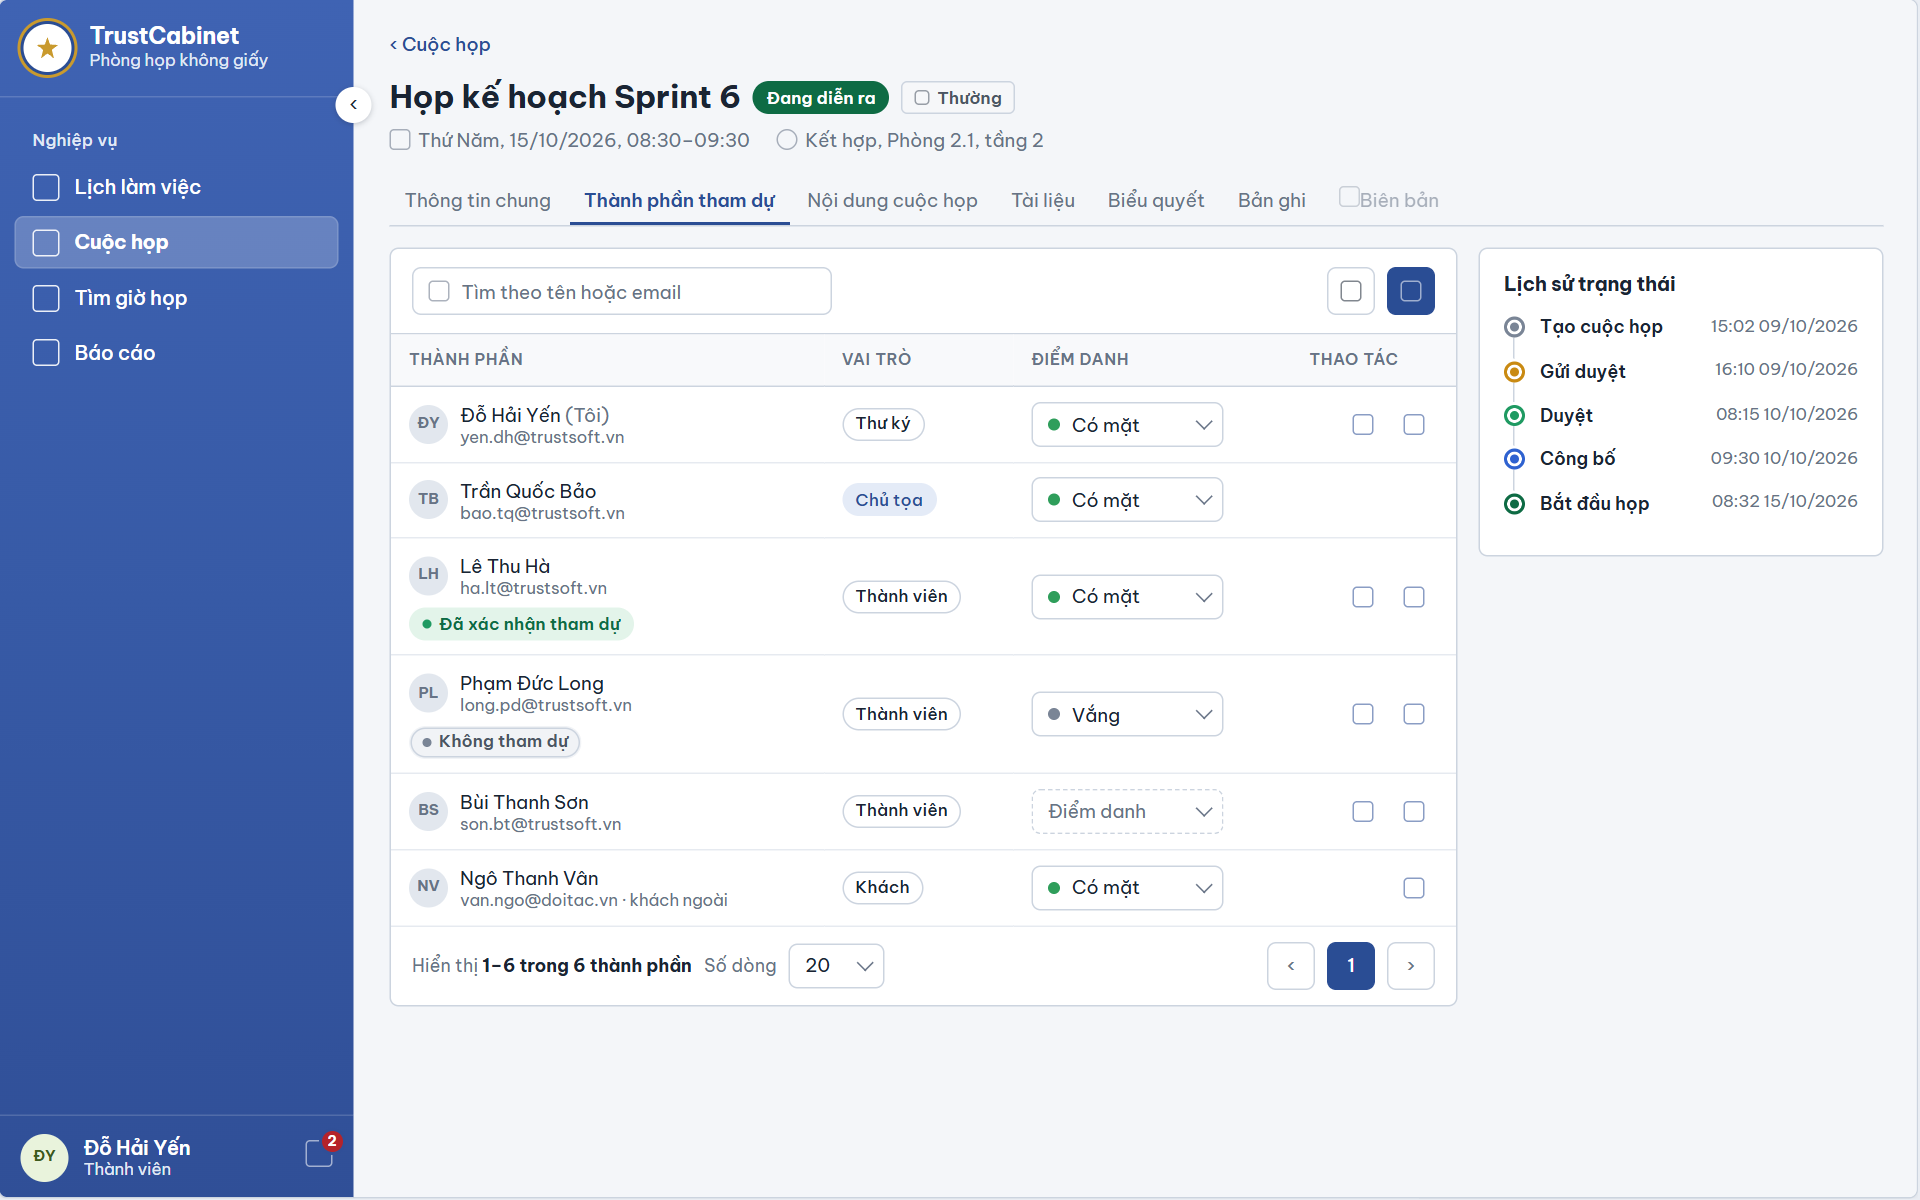 TrustCabinet
Phòng họp không giấy
Nghiệp vụ
Lịch làm việc
Cuộc họp
Tìm giờ họp
Báo cáo
ĐY
Đỗ Hải Yến
Thành viên
2
‹ Cuộc họp
Họp kế hoạch Sprint 6
Đang diễn ra
Thường
Thứ Năm, 15/10/2026, 08:30–09:30
Kết hợp, Phòng 2.1, tầng 2
Thông tin chung
Thành phần tham dự
Nội dung cuộc họp
Tài liệu
Biểu quyết
Bản ghi
Biên bản
Tìm theo tên hoặc email
THÀNH PHẦN VAI TRÒ ĐIỂM DANH THAO TÁC
ĐY
Đỗ Hải Yến (Tôi)
yen.dh@trustsoft.vn
Thư ký
Có mặt
TB
Trần Quốc Bảo
bao.tq@trustsoft.vn
Chủ tọa
Có mặt
LH
Lê Thu Hà
ha.lt@trustsoft.vn
Đã xác nhận tham dự
Thành viên
Có mặt
PL
Phạm Đức Long
long.pd@trustsoft.vn
Không tham dự
Thành viên
Vắng
BS
Bùi Thanh Sơn
son.bt@trustsoft.vn
Thành viên
Điểm danh
NV
Ngô Thanh Vân
van.ngo@doitac.vn · khách ngoài
Khách
Có mặt
Hiển thị 1–6 trong 6 thành phần Số dòng 20
‹ 1 ›
Lịch sử trạng thái
Tạo cuộc họp 15:02 09/10/2026
Gửi duyệt 16:10 09/10/2026
Duyệt 08:15 10/10/2026
Công bố 09:30 10/10/2026
Bắt đầu họp 08:32 15/10/2026